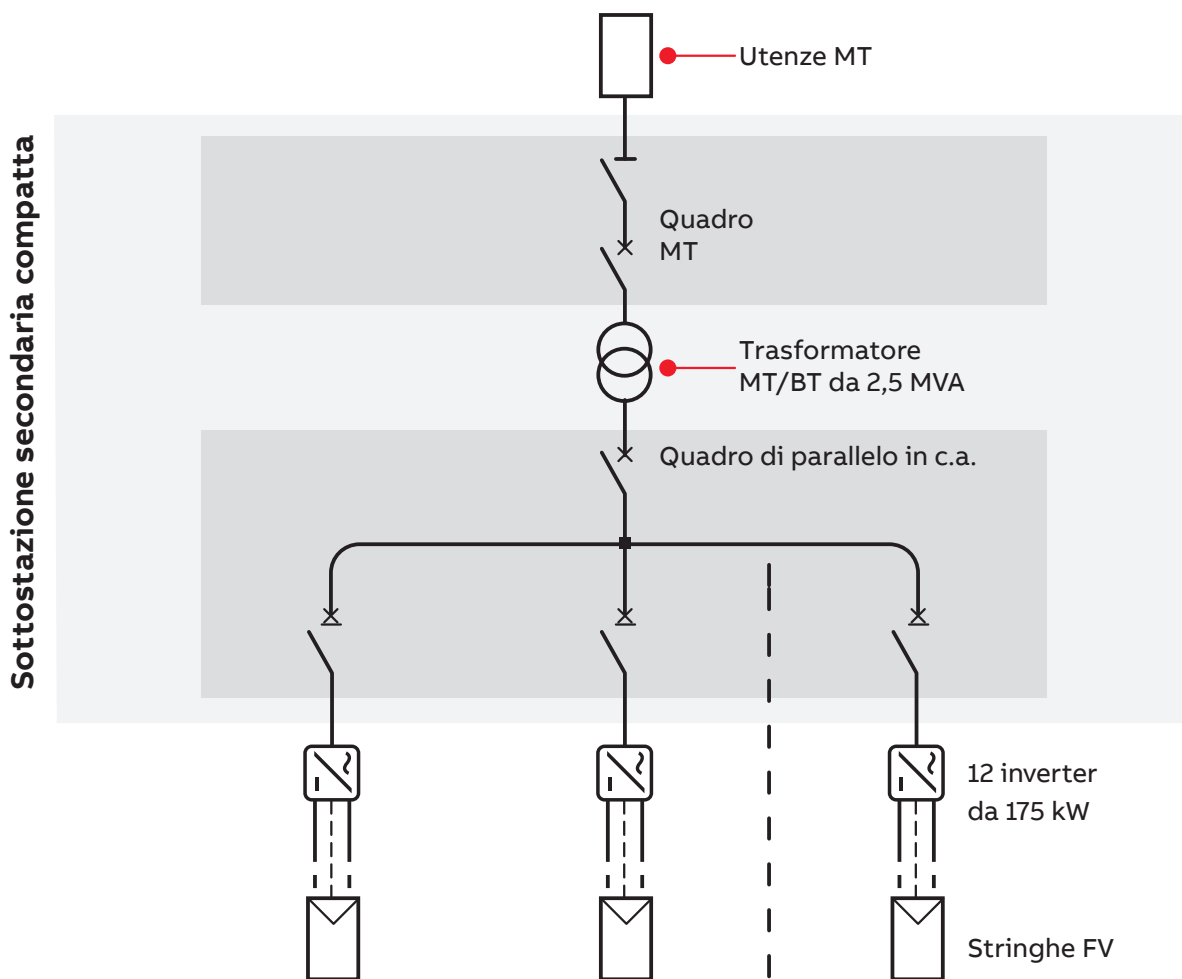 Utenze MT
Sottostazione secondaria compatta
Quadro
MT
Trasformatore
MT/BT da 2,5 MVA
Quadro di parallelo in c.a.
12 inverter
da 175 kW
Stringhe FV